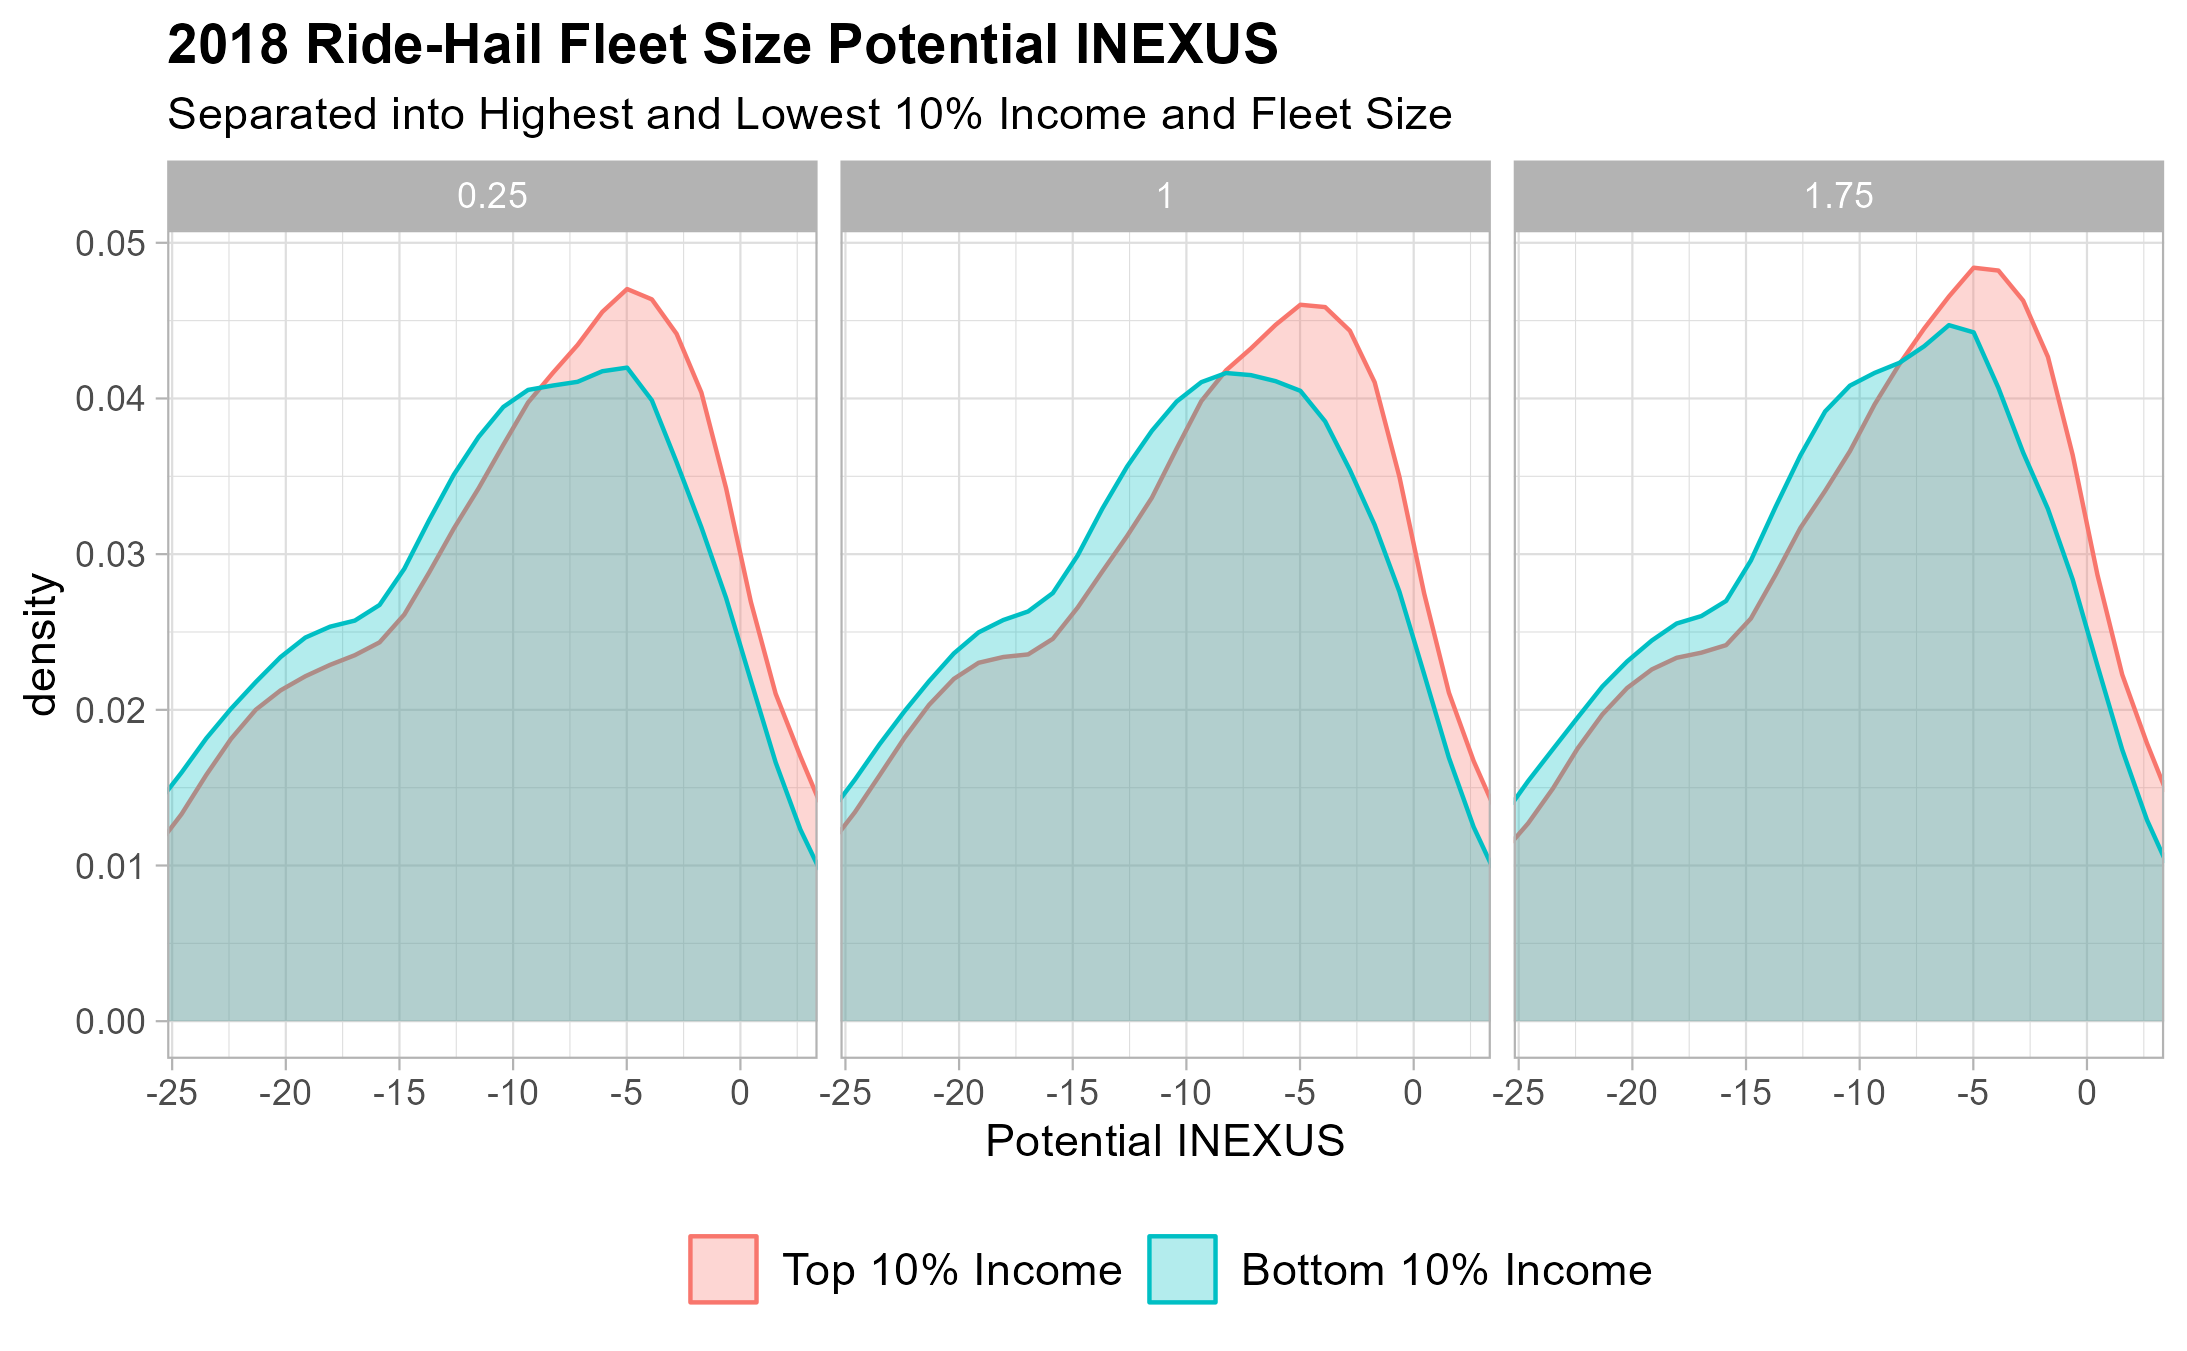 2018 Ride-Hail Fleet Size Potential INEXUS
Separated into Highest and Lowest 10% Income and Fleet Size
0.25 1 1.75
0.05
0.04
0.03
0.02
0.01
0.00
density
-25 -20 -15 -10 -5 0 -25 -20 -15 -10 -5 0 -25 -20 -15 -10 -5 0
Potential INEXUS
Top 10% Income Bottom 10% Income